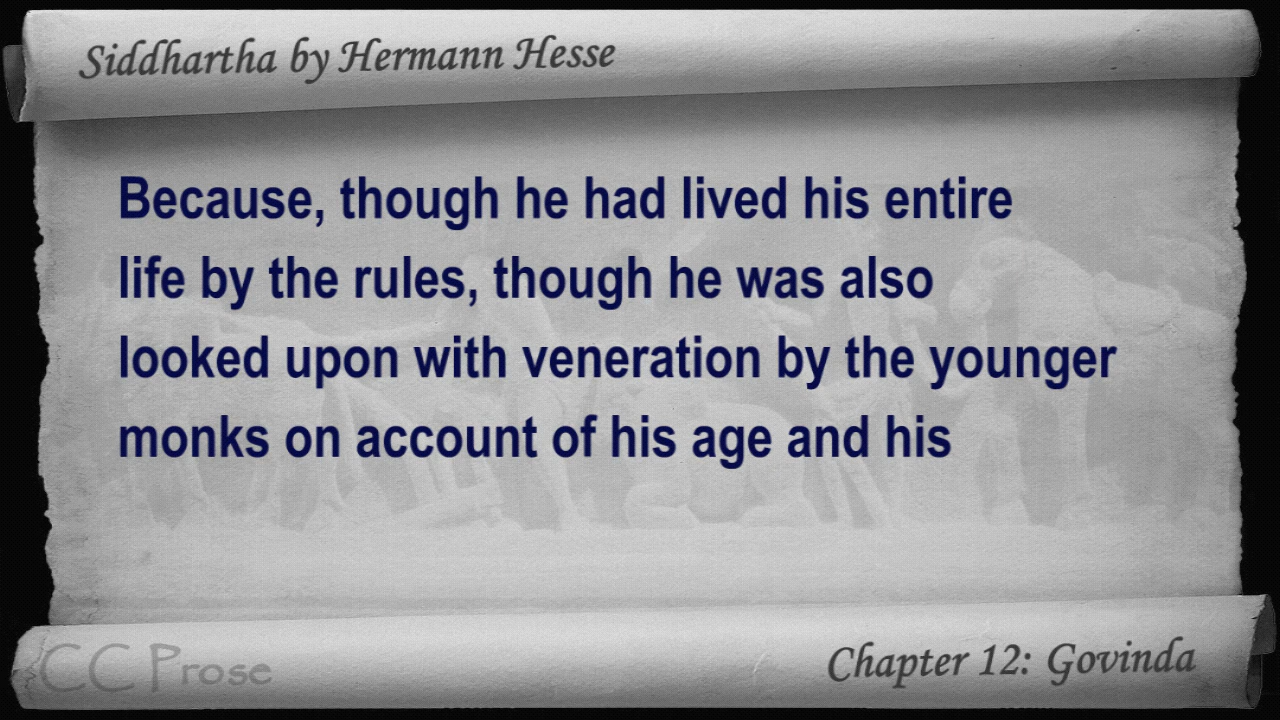 Siddhartha by Hermann Hesse
Because, though he had lived his entire
life by the rules, though he was also
looked upon with veneration by the younger
monks on account of his age and his
CC Prose
Chapter 12: Govinda